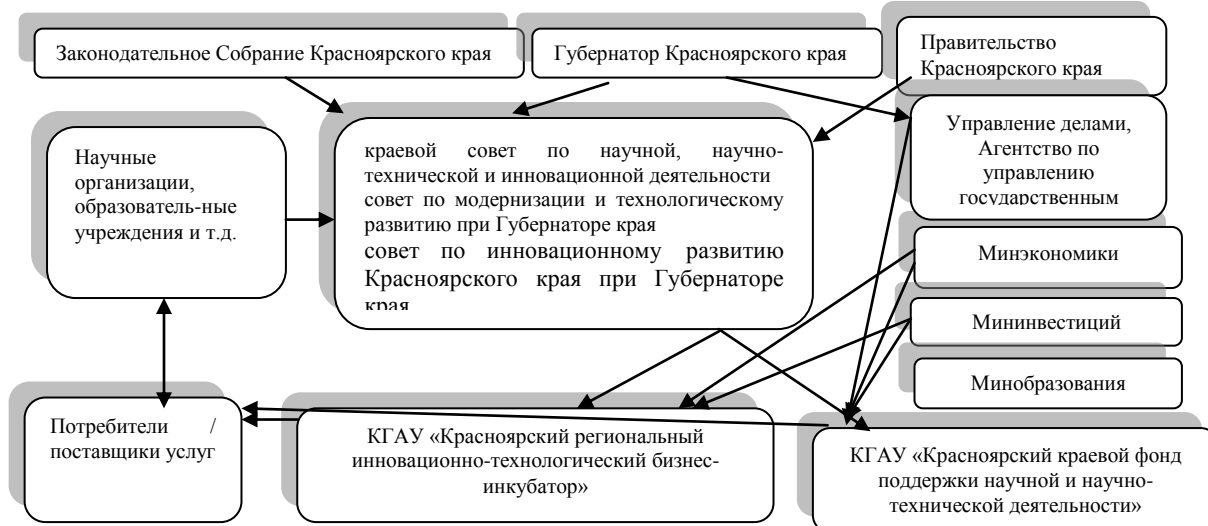 Законодательное Собрание Красноярского края
Губернатор Красноярского края
Правительство
Красноярского края
Научные
организации,
образователь-ные
учреждения и т.д.
краевой совет по научной, научно-
технической и инновационной деятельности
совет по модернизации и технологическому
развитию при Губернаторе края
совет по инновационному развитию
Красноярского края при Губернаторе
края
Управление делами,
Агентство по
управлению
государственным
Минэкономики
Мининвестиций
Минобразования
Потребители /
поставщики услуг
КГАУ «Красноярский региональный
инновационно-технологический бизнес-
инкубатор»
КГАУ «Красноярский краевой фонд
поддержки научной и научно-
технической деятельности»